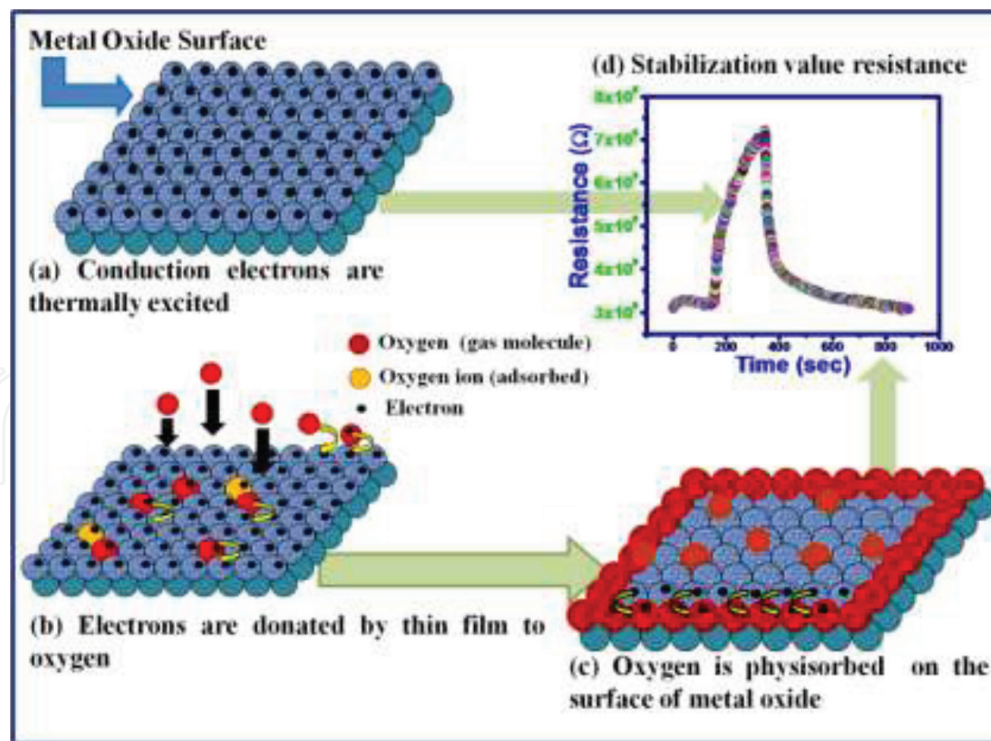 Metal Oxide Surface
(a) Conduction electrons are
thermally excited
(d) Stabilization value resistance
Resistance (Ω)
0
200
400
600
800
1000
Time (sec)
Oxygen (gas molecule)
Oxygen ion (adsorbed)
Electron
(b) Electrons are donated by thin film to
oxygen
(c) Oxygen is physisorbed on the
surface of metal oxide